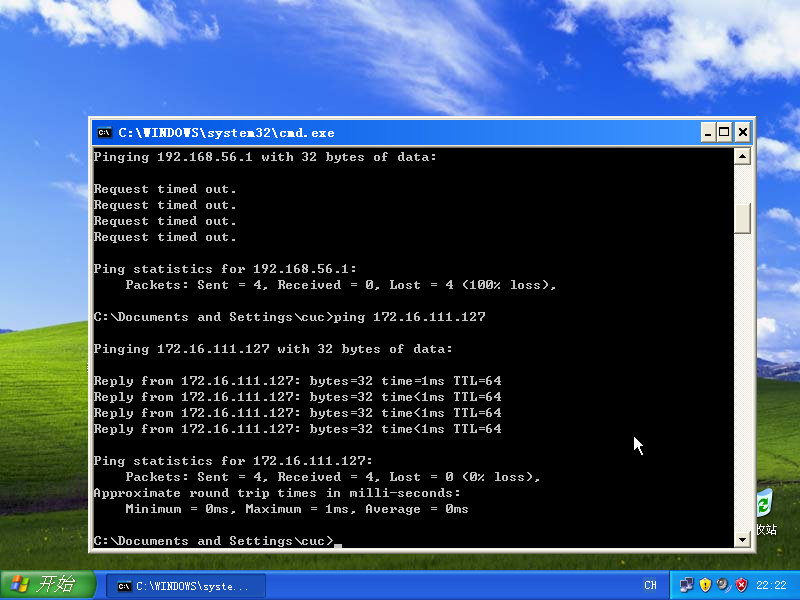 C:\WINDOWS\system32\cmd.exe
Pinging 192.168.56.1 with 32 bytes of data:
Request timed out.
Request timed out.
Request timed out.
Request timed out.
Ping statistics for 192.168.56.1:
Packets: Sent = 4, Received = 0, Lost = 4 (100% loss),
C:\Documents and Settings\cuc>ping 172.16.111.127
Pinging 172.16.111.127 with 32 bytes of data:
Reply from 172.16.111.127: bytes=32 time=1ms TTL=64
Reply from 172.16.111.127: bytes=32 time<1ms TTL=64
Reply from 172.16.111.127: bytes=32 time<1ms TTL=64
Reply from 172.16.111.127: bytes=32 time<1ms TTL=64
Ping statistics for 172.16.111.127:
Packets: Sent = 4, Received = 4, Lost = 0 (0% loss),
Approximate round trip times in milli-seconds:
Minimum = 0ms, Maximum = 1ms, Average = 0ms
C:\Documents and Settings\cuc>_
收站
开始
C:\WINDOWS\syste...
CH
22:22